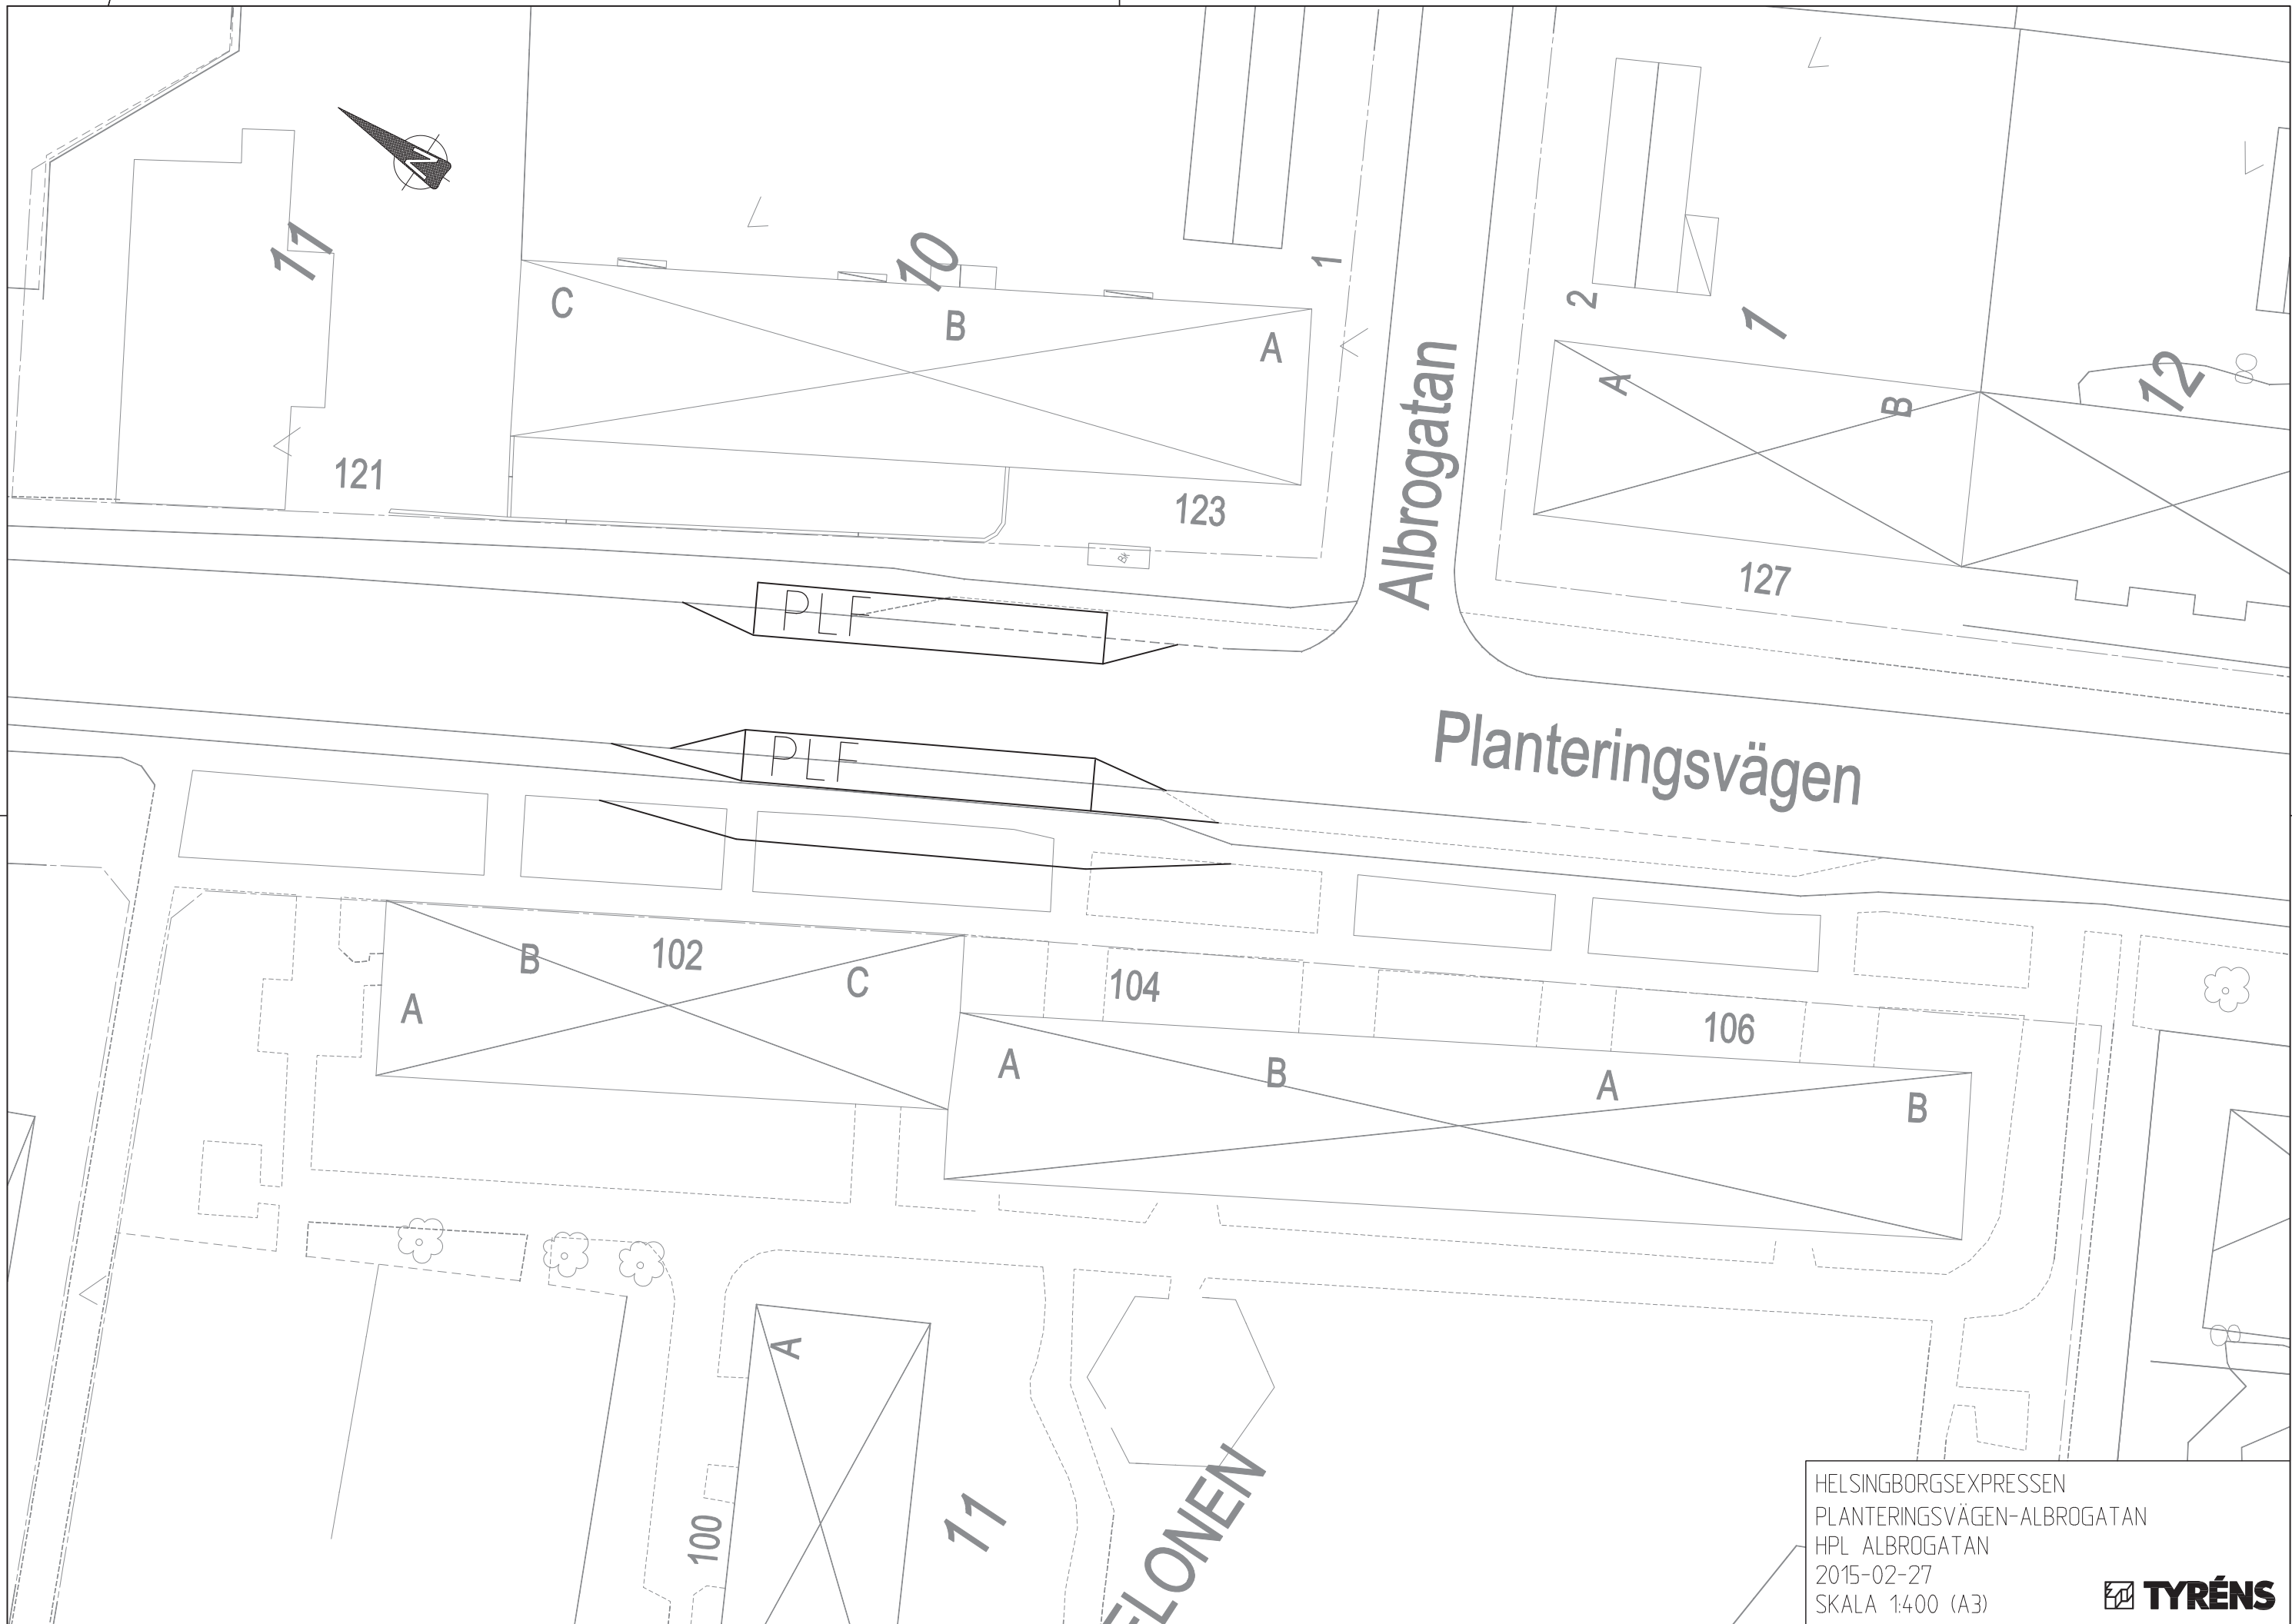 11
N
10
1
C
B
A
2
1
12
A
B
Albrogatan
121
123
127
PLF
PLF
Planteringsvägen
B
102
C
A
104
106
A
B
A
B
A
100
11
ELONEN
HELSINGBORGSEXPRESSEN
PLANTERINGSVÄGEN-ALBROGATAN
HPL ALBROGATAN
2015-02-27
SKALA 1:400 (A3)
TYRÉNS